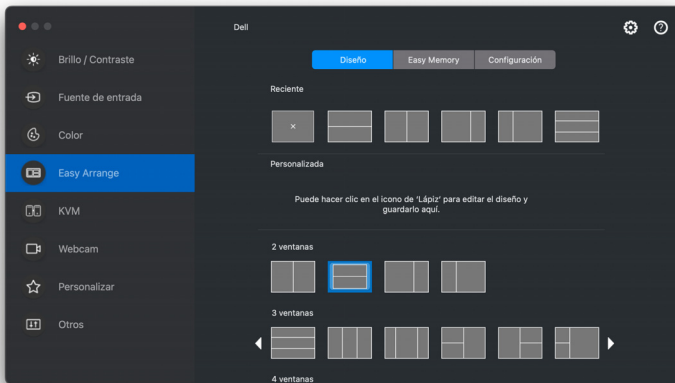 Dell
Diseño
Easy Memory
Configuración
Brillo / Contraste
Fuente de entrada
Color
Easy Arrange
KVM
Webcam
Personalizar
Otros
Reciente
Personalizada
Puede hacer clic en el icono de 'Lápiz' para editar el diseño y
guardarlo aquí.
2 ventanas
3 ventanas
4 ventanas